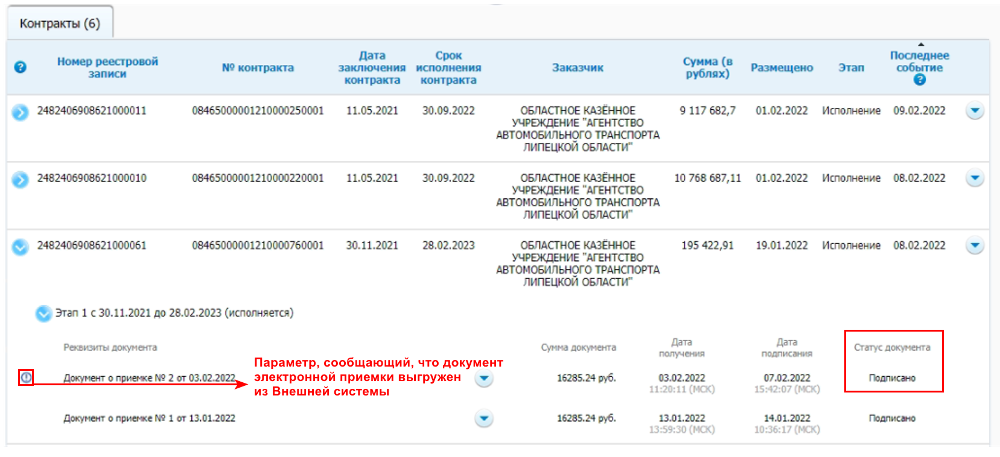 Контракты (6)
Номер реестровой записи
№ контракта
Дата заключения контракта
Срок исполнения контракта
Заказчик
Сумма (в рублях)
Размещено
Этап
Последнее событие
2482406908621000011 08465000001210000250001 11.05.2021 30.09.2022 ОБЛАСТНОЕ КАЗЁННОЕ 9 117 682,7 01.02.2022 Исполнение 09.02.2022
УЧРЕЖДЕНИЕ "АГЕНТСТВО
АВТОМОБИЛЬНОГО ТРАНСПОРТА
ЛИПЕЦКОЙ ОБЛАСТИ"
2482406908621000010 08465000001210000220001 11.05.2021 30.09.2022 ОБЛАСТНОЕ КАЗЁННОЕ 10 768 687,11 01.02.2022 Исполнение 08.02.2022
УЧРЕЖДЕНИЕ "АГЕНТСТВО
АВТОМОБИЛЬНОГО ТРАНСПОРТА
ЛИПЕЦКОЙ ОБЛАСТИ"
2482406908621000061 08465000001210000760001 30.11.2021 28.02.2023 ОБЛАСТНОЕ КАЗЁННОЕ 195 422,91 19.01.2022 Исполнение 08.02.2022
УЧРЕЖДЕНИЕ "АГЕНТСТВО
АВТОМОБИЛЬНОГО ТРАНСПОРТА
ЛИПЕЦКОЙ ОБЛАСТИ"
Этап 1 с 30.11.2021 до 28.02.2023 (исполняется)
Реквизиты документа Сумма документа Дата получения Дата подписания Статус документа
Параметр, сообщающий, что документ
электронной приемки выгружен
из Внешней системы
Документ о приемке № 2 от 03.02.2022 16285.24 руб. 03.02.2022 07.02.2022 Подписано
11:20:11 (МСК) 15:42:07 (МСК)
Документ о приемке № 1 от 13.01.2022 16285.24 руб. 13.01.2022 14.01.2022 Подписано
13:59:30 (МСК) 10:36:17 (МСК)